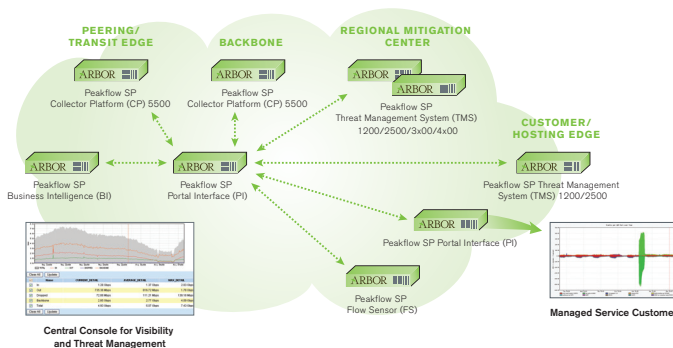 PEERING/
TRANSIT EDGE
BACKBONE
REGIONAL MITIGATION
CENTER
ARBOR
Peakflow SP
Collector Platform (CP) 5500
ARBOR
Peakflow SP
Collector Platform (CP) 5500
ARBOR
ARBOR
Peakflow SP
Threat Management System (TMS)
1200/2500/3x00/4x00
CUSTOMER/
HOSTING EDGE
ARBOR
Peakflow SP
Business Intelligence (BI)
ARBOR
Peakflow SP
Portal Interface (PI)
ARBOR
Peakflow SP Threat Management
System (TMS) 1200/2500
ARBOR
Peakflow SP Portal Interface (PI)
ARBOR
Peakflow SP
Flow Sensor (FS)
Central Console for Visibility
and Threat Management
Managed Service Custome